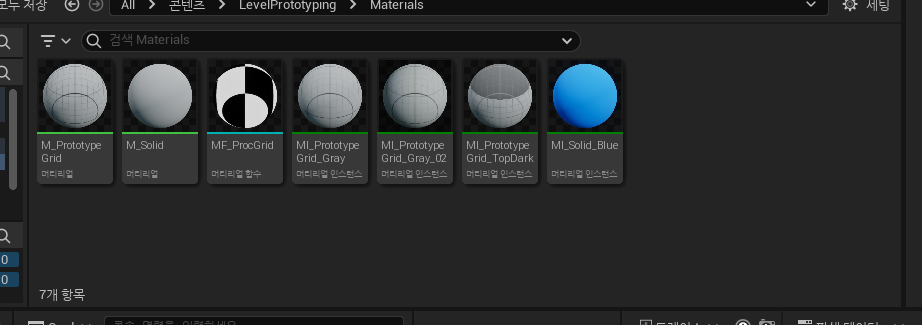 모두 저장
All > 콘텐츠 > LevelPrototyping > Materials
세팅
검색 Materials
M_Prototype
Grid
머티리얼
M_Solid
머티리얼
MF_ProcGrid
머티리얼 함수
MI_Prototype
Grid_Gray
머티리얼 인스턴스
MI_Prototype
Grid_Gray_02
머티리얼 인스턴스
MI_Prototype
Grid_TopDark
머티리얼 인스턴스
MI_Solid_Blue
머티리얼 인스턴스
0
0
7개 항목